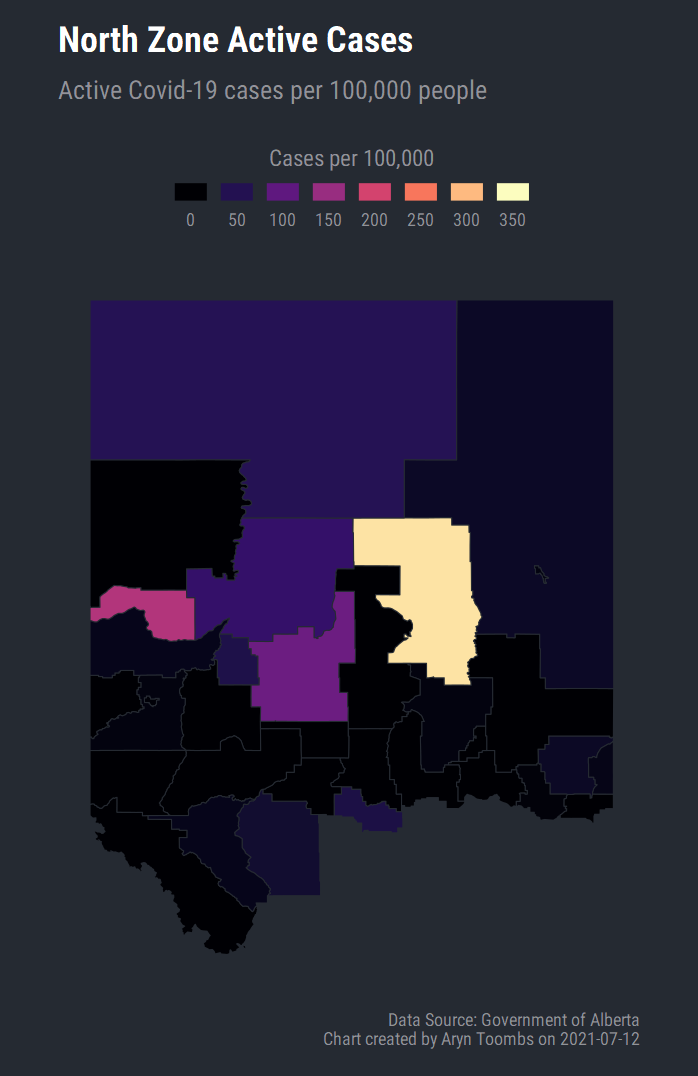 North Zone Active Cases
Active Covid-19 cases per 100,000 people
Cases per 100,000
0 50 100 150 200 250 300 350
Data Source: Government of Alberta
Chart created by Aryn Toombs on 2021-07-12